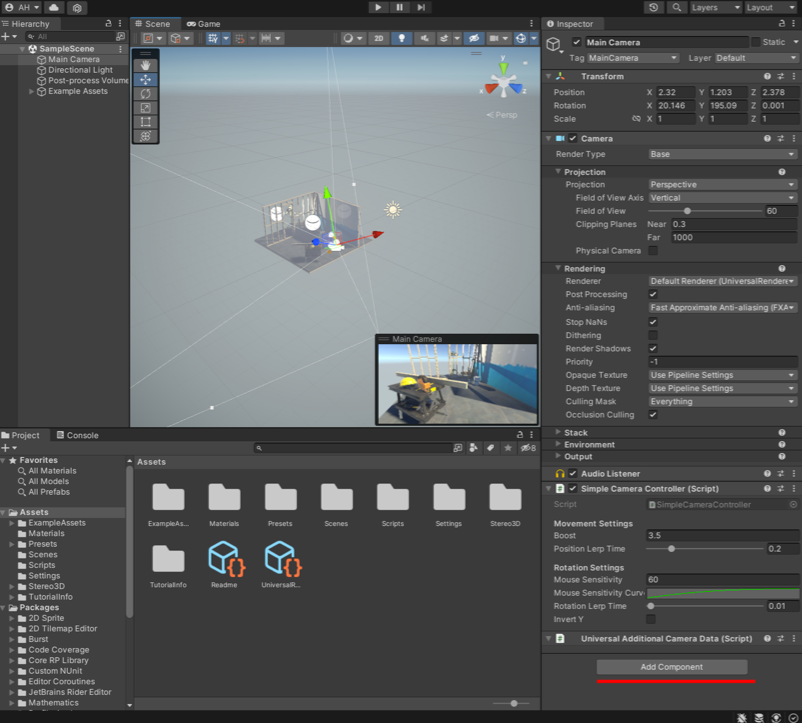 AH
Layers
Layout
Hierarchy
All
SampleScene
Main Camera
Directional Light
Post-process Volume
Example Assets
Scene
Game
2D
y
x
z
Persp
Main Camera
Inspector
Main Camera
Static
Tag MainCamera Layer Default
Transform
Position X 2.32 Y 1.203 Z 2.378
Rotation X 20.146 Y 195.09 Z 0.001
Scale X 1 Y 1 Z 1
Camera
Render Type Base
Projection
Projection Perspective
Field of View Axis Vertical
Field of View 60
Clipping Planes Near 0.3
Far 1000
Physical Camera
Rendering
Renderer Default Renderer (UniversalRendere
Post Processing
Anti-aliasing Fast Approximate Anti-aliasing (FXA
Stop NaNs
Dithering
Render Shadows
Priority -1
Opaque Texture Use Pipeline Settings
Depth Texture Use Pipeline Settings
Culling Mask Everything
Occlusion Culling
Stack
Environment
Output
Audio Listener
Simple Camera Controller (Script)
Script SimpleCameraController
Movement Settings
Boost 3.5
Position Lerp Time 0.2
Rotation Settings
Mouse Sensitivity 60
Mouse Sensitivity Curv
Rotation Lerp Time 0.01
Invert Y
Universal Additional Camera Data (Script)
Add Component
Project
Console
8
Favorites
All Materials
All Models
All Prefabs
Assets
ExampleAssets
Materials
Presets
Scenes
Scripts
Settings
Stereo3D
TutorialInfo
Packages
2D Sprite
2D Tilemap Editor
Burst
Code Coverage
Core RP Library
Custom NUnit
Editor Coroutines
JetBrains Rider Editor
Mathematics
Assets
ExampleAs...
Materials
Presets
Scenes
Scripts
Settings
Stereo3D
TutorialInfo
Readme
UniversalR...